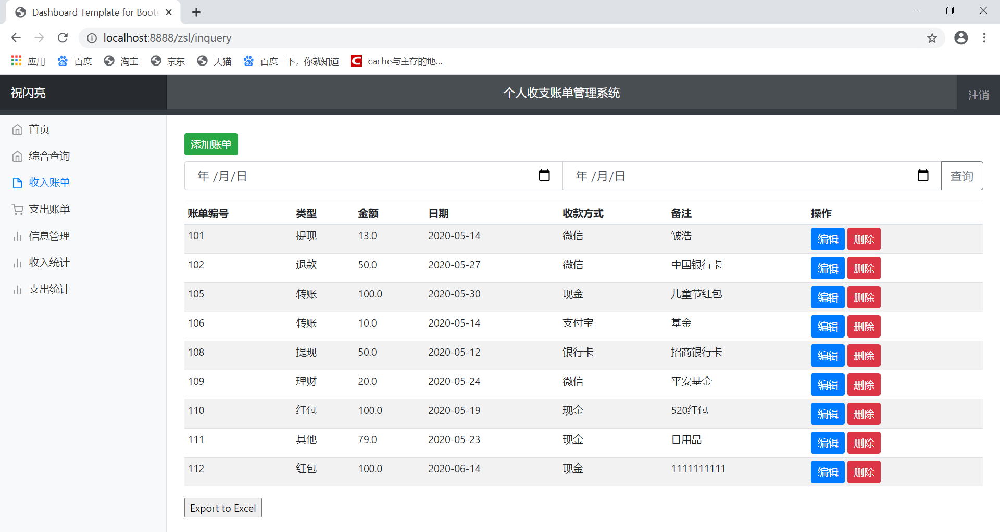 Dashboard Template for Boots
localhost:8888/zsl/inquery
应用 百度 淘宝 京东 天猫 百度一下，你就知道 cache与主存的地...
祝闪亮 个人收支账单管理系统 注销
首页
综合查询
收入账单
支出账单
信息管理
收入统计
支出统计
添加账单
年 /月/日 年 /月/日 查询
账单编号 类型 金额 日期 收款方式 备注 操作
101 提现 13.0 2020-05-14 微信 皱浩 编辑 删除
102 退款 50.0 2020-05-27 微信 中国银行卡 编辑 删除
105 转账 100.0 2020-05-30 现金 儿童节红包 编辑 删除
106 转账 10.0 2020-05-14 支付宝 基金 编辑 删除
108 提现 50.0 2020-05-12 银行卡 招商银行卡 编辑 删除
109 理财 20.0 2020-05-24 微信 平安基金 编辑 删除
110 红包 100.0 2020-05-19 现金 520红包 编辑 删除
111 其他 79.0 2020-05-23 现金 日用品 编辑 删除
112 红包 100.0 2020-06-14 现金 1111111111 编辑 删除
Export to Excel